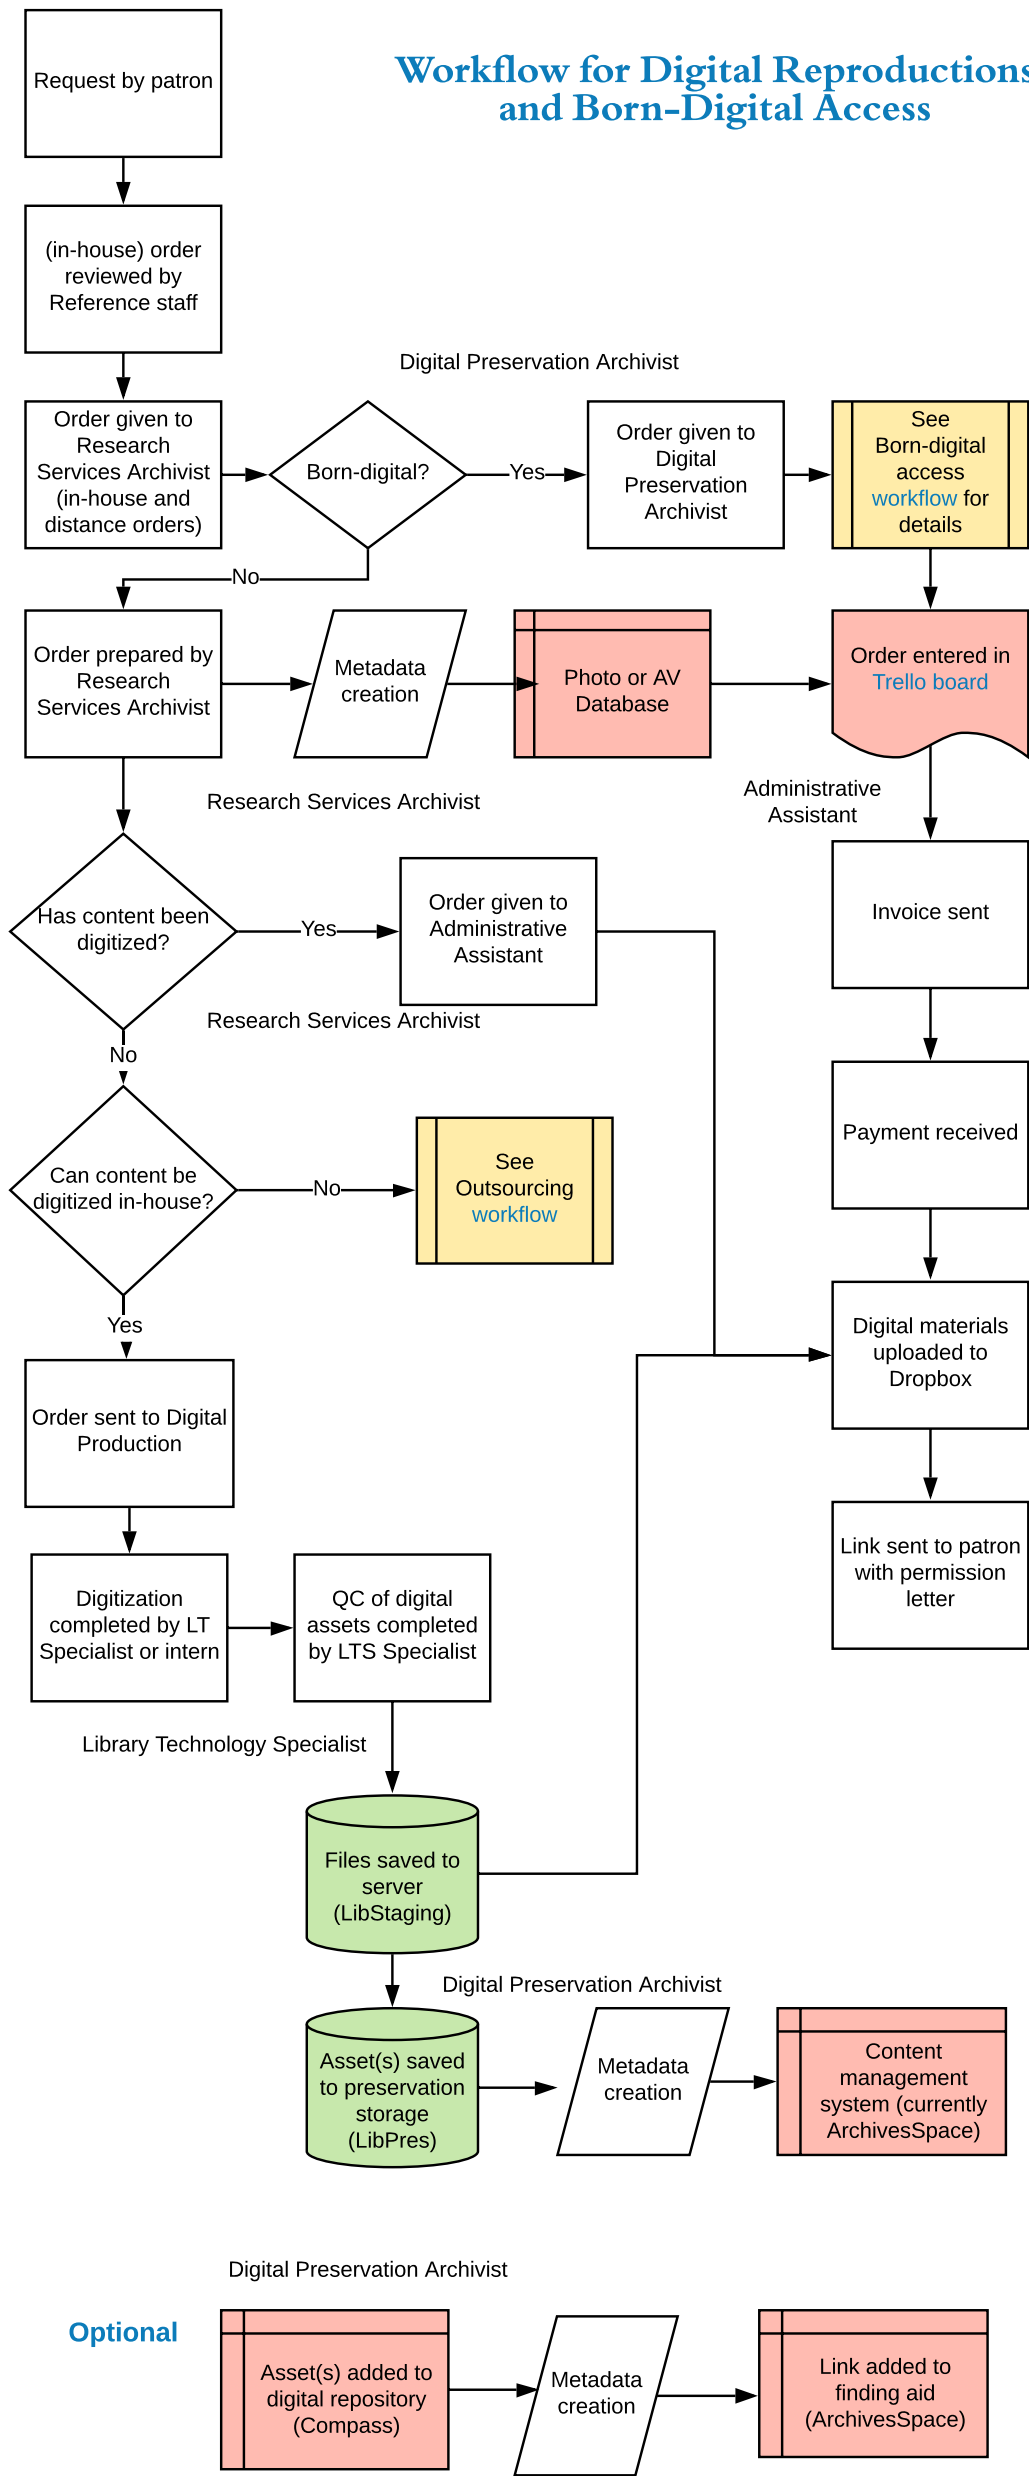 Request by patron
Workflow for Digital Reproductions
and Born-Digital Access
(in-house) order
reviewed by
Reference staff
Digital Preservation Archivist
Order given to
Research
Services Archivist
(in-house and
distance orders)
Born-digital?
Yes
Order given to
Digital
Preservation
Archivist
See
Born-digital
access
workflow for
details
No
Order prepared by
Research
Services Archivist
Metadata
creation
Photo or AV
Database
Order entered in
Trello board
Research Services Archivist
Administrative
Assistant
Has content been
digitized?
Yes
Order given to
Administrative
Assistant
Invoice sent
Research Services Archivist
No
Can content be
digitized in-house?
No
See
Outsourcing
workflow
Payment received
Yes
Order sent to Digital
Production
Digital materials
uploaded to
Dropbox
Digitization
completed by LT
Specialist or intern
QC of digital
assets completed
by LTS Specialist
Link sent to patron
with permission
letter
Library Technology Specialist
Files saved to
server
(LibStaging)
Digital Preservation Archivist
Asset(s) saved
to preservation
storage
(LibPres)
Metadata
creation
Content
management
system (currently
ArchivesSpace)
Digital Preservation Archivist
Optional
Asset(s) added to
digital repository
(Compass)
Metadata
creation
Link added to
finding aid
(ArchivesSpace)